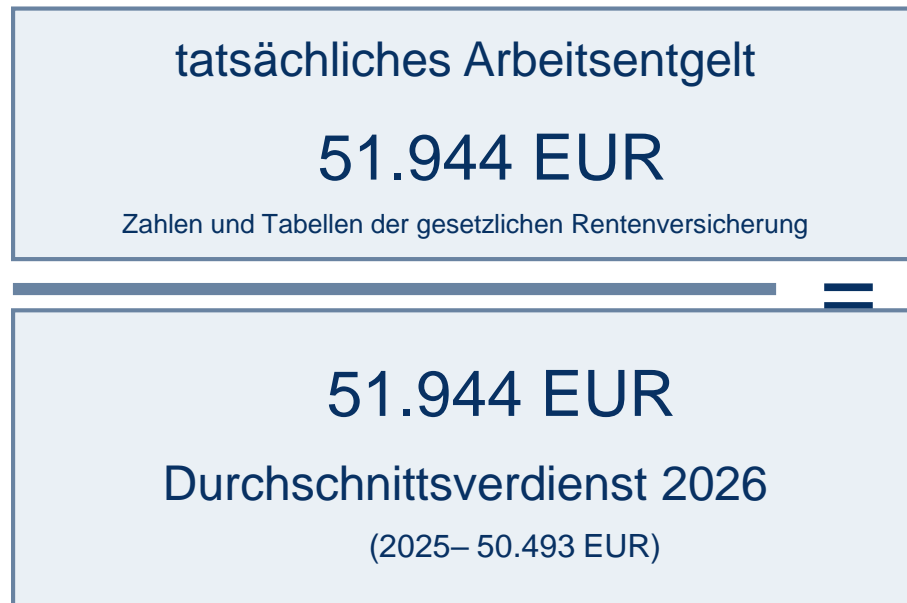 tatsächliches Arbeitsentgelt
51.944 EUR
Zahlen und Tabellen der gesetzlichen Rentenversicherung
=
51.944 EUR
Durchschnittsverdienst 2026
(2025– 50.493 EUR)